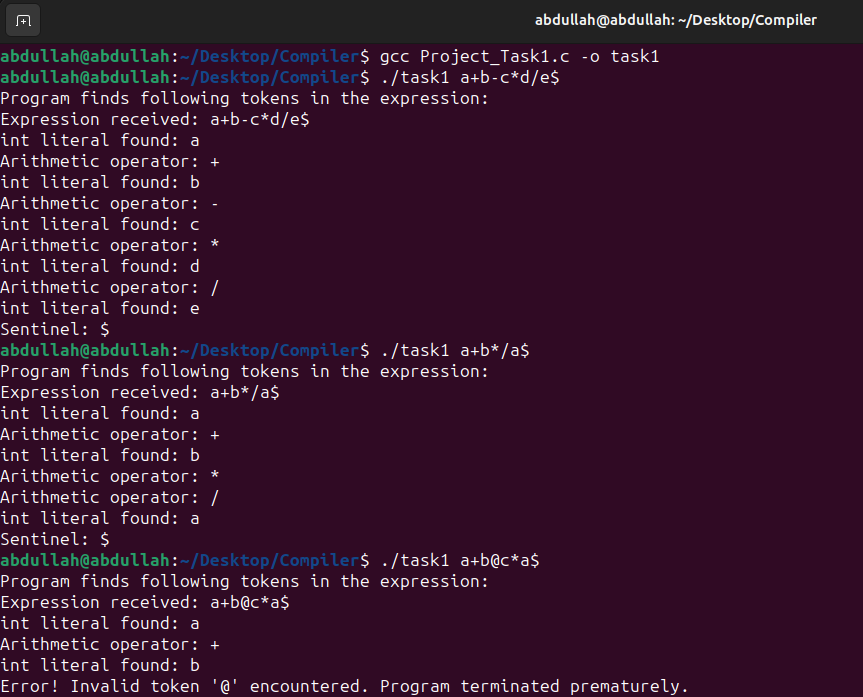 abdullah@abdullah: ~/Desktop/Compiler
abdullah@abdullah:~/Desktop/Compiler$ gcc Project_Task1.c -o task1
abdullah@abdullah:~/Desktop/Compiler$ ./task1 a+b-c*d/e$
Program finds following tokens in the expression:
Expression received: a+b-c*d/e$
int literal found: a
Arithmetic operator: +
int literal found: b
Arithmetic operator: -
int literal found: c
Arithmetic operator: *
int literal found: d
Arithmetic operator: /
int literal found: e
Sentinel: $
abdullah@abdullah:~/Desktop/Compiler$ ./task1 a+b*/a$
Program finds following tokens in the expression:
Expression received: a+b*/a$
int literal found: a
Arithmetic operator: +
int literal found: b
Arithmetic operator: *
Arithmetic operator: /
int literal found: a
Sentinel: $
abdullah@abdullah:~/Desktop/Compiler$ ./task1 a+b@c*a$
Program finds following tokens in the expression:
Expression received: a+b@c*a$
int literal found: a
Arithmetic operator: +
int literal found: b
Error! Invalid token '@' encountered. Program terminated prematurely.